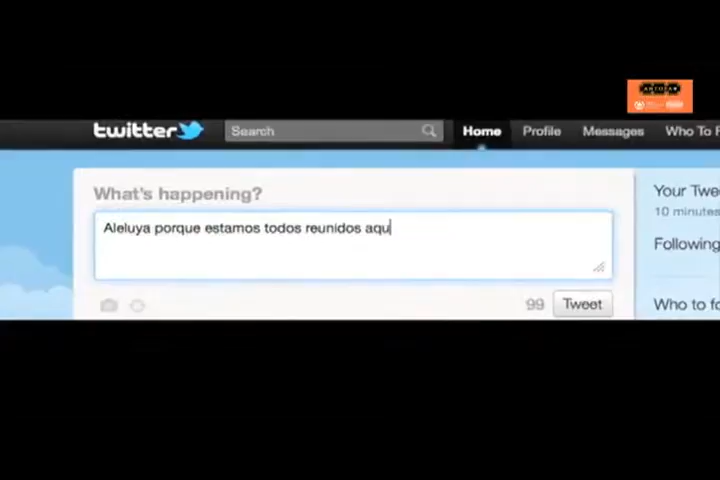 twitter Search Home Profile Messages Who To F
What's happening?
Your Twe
Aleluya porque estamos todos reunidos aqu
10 minutes
Following
99 Tweet
Who to fo